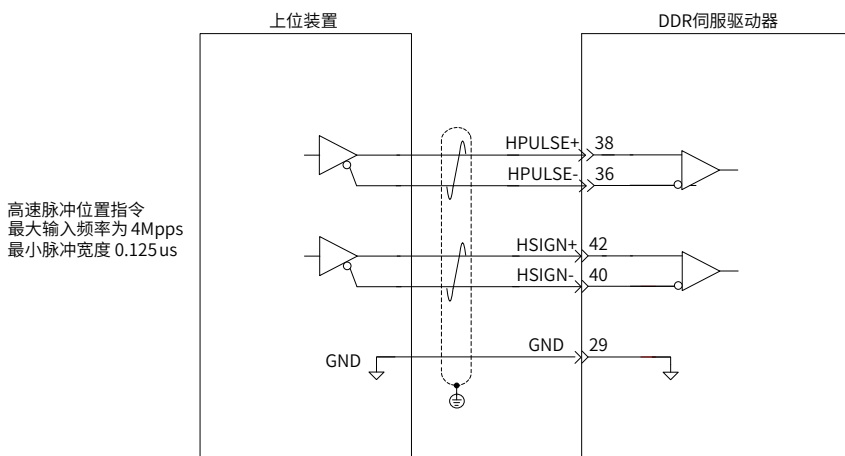 上位装置
DDR伺服驱动器
HPULSE+ 38
HPULSE- 36
高速脉冲位置指令
最大输入频率为 4Mpps
最小脉冲宽度 0.125us
HSIGN+ 42
HSIGN- 40
GND
GND 29